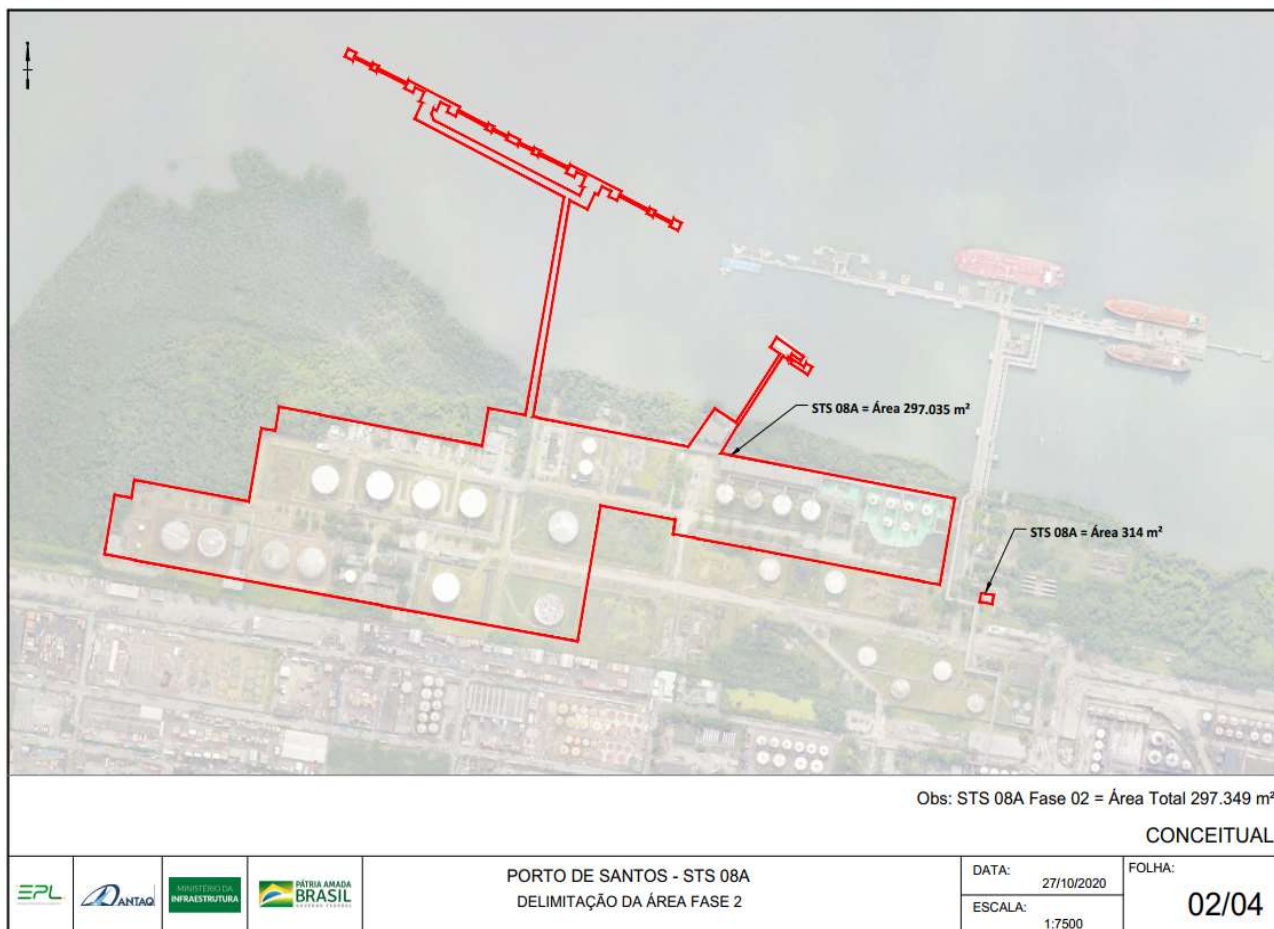 STS 08A = Área 297.035 m²
STS 08A = Área 314 m²
Obs: STS 08A Fase 02 = Área Total 297.349 m²
CONCEITUAL
EPL
ANTAQ
MINISTÉRIO DA
INFRAESTRUTURA
PÁTRIA AMADA
BRASIL
GOVERNO FEDERAL
PORTO DE SANTOS - STS 08A
DELIMITAÇÃO DA ÁREA FASE 2
DATA:
27/10/2020
ESCALA:
1:7500
FOLHA:
02/04